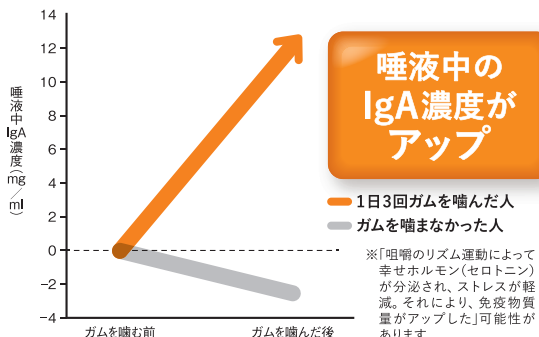 14
12
10
8
6
4
2
0
−2
−4
唾液中IgA濃度(mg/ml)
ガムを噛む前
ガムを噛んだ後
唾液中の
IgA濃度が
アップ
1日3回ガムを噛んだ人
ガムを噛まなかった人
※「咀嚼のリズム運動によって
幸せホルモン(セロトニン)
が分泌され、ストレスが軽
減。それにより、免疫物質
量がアップした」可能性が
あります